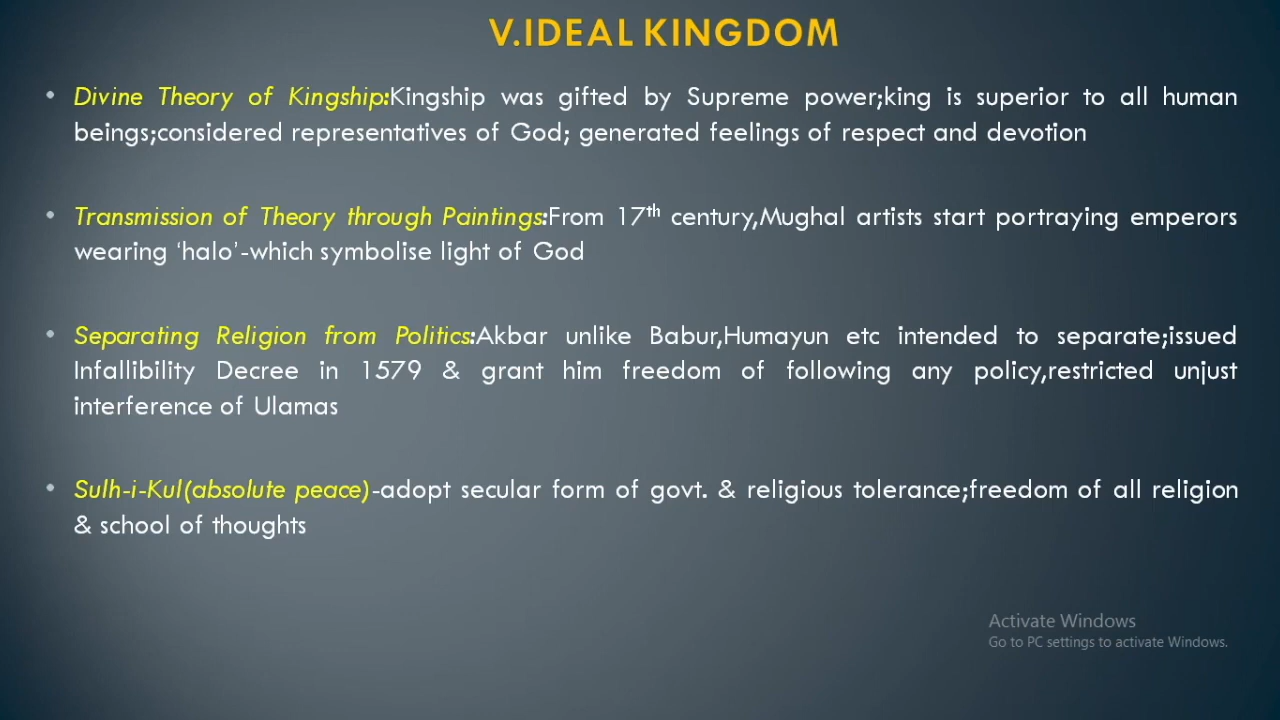 V.IDEAL KINGDOM
• Divine Theory of Kingship:Kingship was gifted by Supreme power;king is superior to all human
beings;considered representatives of God; generated feelings of respect and devotion
• Transmission of Theory through Paintings:From 17th century,Mughal artists start portraying emperors
wearing ‘halo’-which symbolise light of God
• Separating Religion from Politics:Akbar unlike Babur,Humayun etc intended to separate;issued
Infallibility Decree in 1579 & grant him freedom of following any policy,restricted unjust
interference of Ulamas
• Sulh-i-Kul(absolute peace)-adopt secular form of govt. & religious tolerance;freedom of all religion
& school of thoughts
Activate Windows
Go to PC settings to activate Windows.